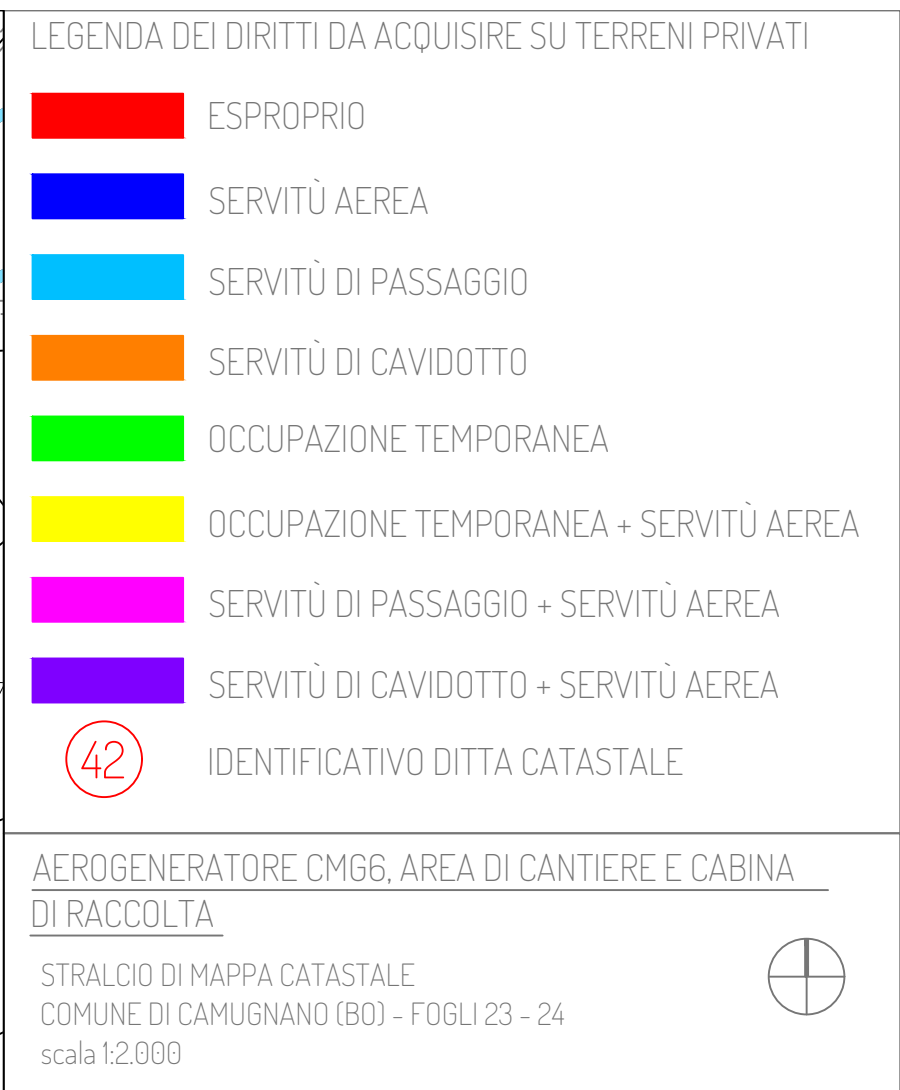 LEGENDA DEI DIRITTI DA ACQUISIRE SU TERRENI PRIVATI
ESPROPRIO
SERVITÙ AEREA
SERVITÙ DI PASSAGGIO
SERVITÙ DI CAVIDOTTO
OCCUPAZIONE TEMPORANEA
OCCUPAZIONE TEMPORANEA + SERVITÙ AEREA
SERVITÙ DI PASSAGGIO + SERVITÙ AEREA
SERVITÙ DI CAVIDOTTO + SERVITÙ AEREA
42 IDENTIFICATIVO DITTA CATASTALE
AEROGENERATORE CMG6, AREA DI CANTIERE E CABINA
DI RACCOLTA
STRALCIO DI MAPPA CATASTALE
COMUNE DI CAMUGNANO (BO) - FOGLI 23 - 24
scala 1:2.000